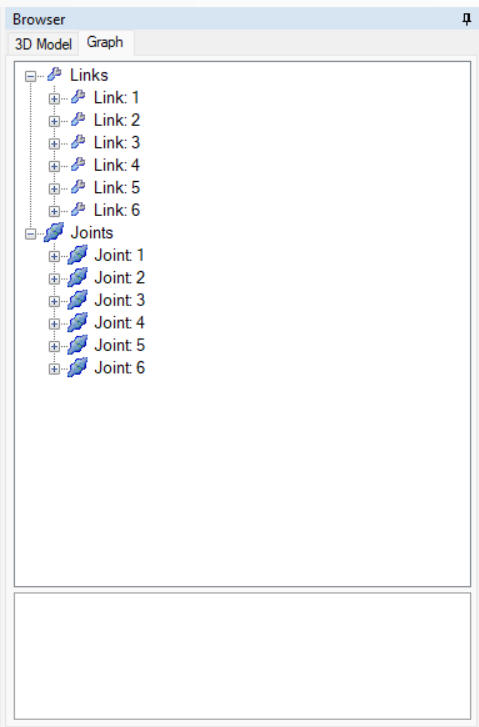 Browser
3D Model Graph
Links
Link: 1
Link: 2
Link: 3
Link: 4
Link: 5
Link: 6
Joints
Joint: 1
Joint: 2
Joint: 3
Joint: 4
Joint: 5
Joint: 6